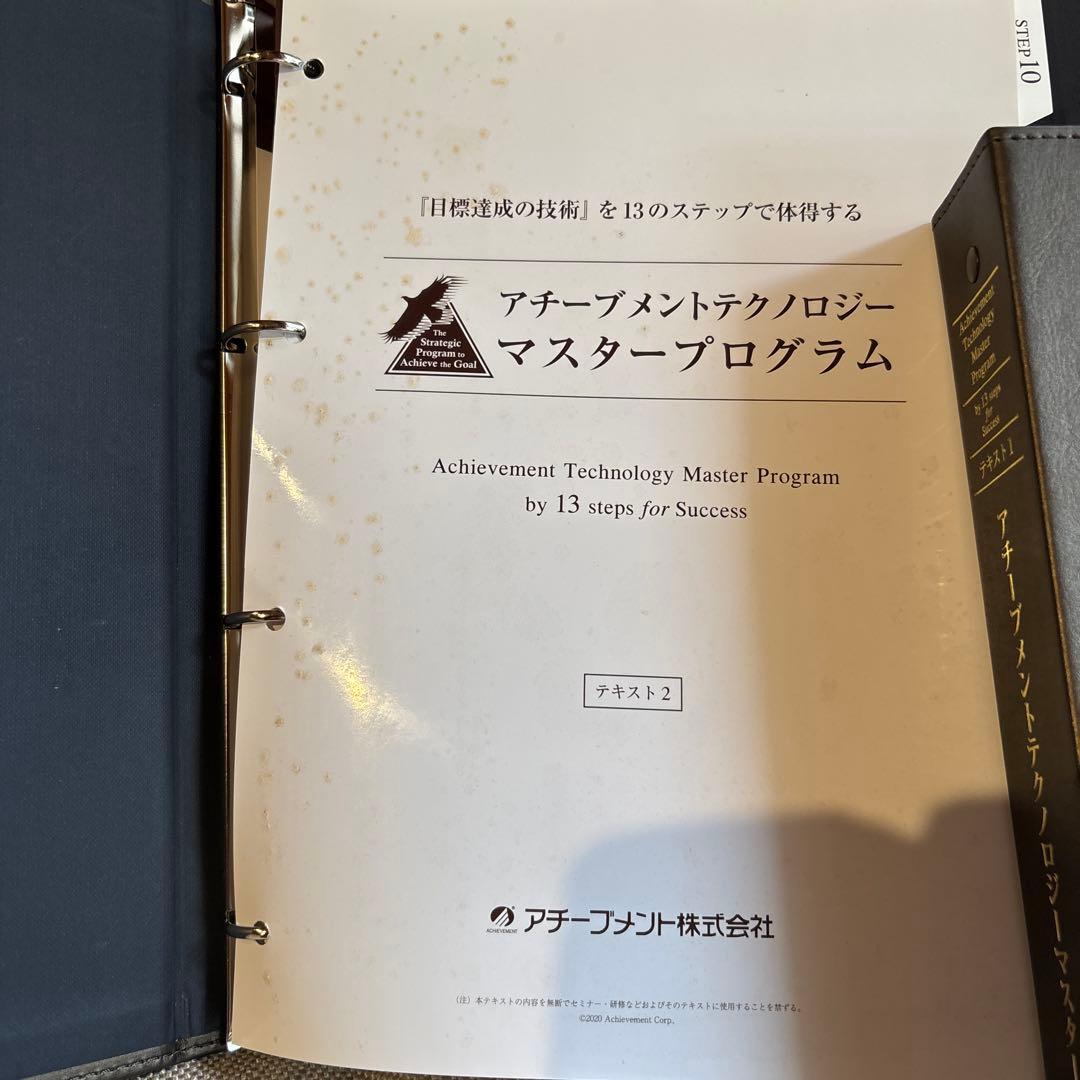 STEP10
『目標達成の技術』を13のステップで体得する
The
Strategic
Program to
Achieve the Goal
アチーブメントテクノロジー
マスタープログラム
Achievement Technology Master Program
by 13 steps for Success
テキスト2
ACHIEVEMENT
アチーブメント株式会社
(注)本テキストの内容を無断でセミナー・研修などおよびそのテキストに使用することを禁ずる。
©2020 Achievement Corp.
Achievement
Technology
Master
Program
by 13 steps
for
Success
テキスト1
アチーブメントテクノロジーマスター